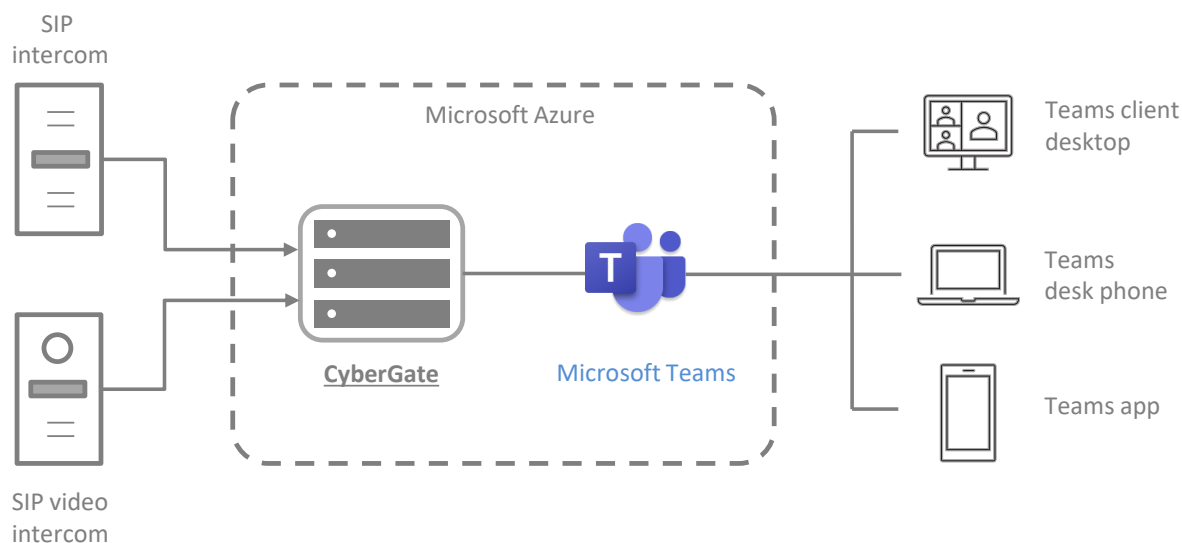 SIP
intercom
Microsoft Azure
Teams client
desktop
T
Teams
desk phone
CyberGate
Microsoft Teams
Teams app
SIP video
intercom